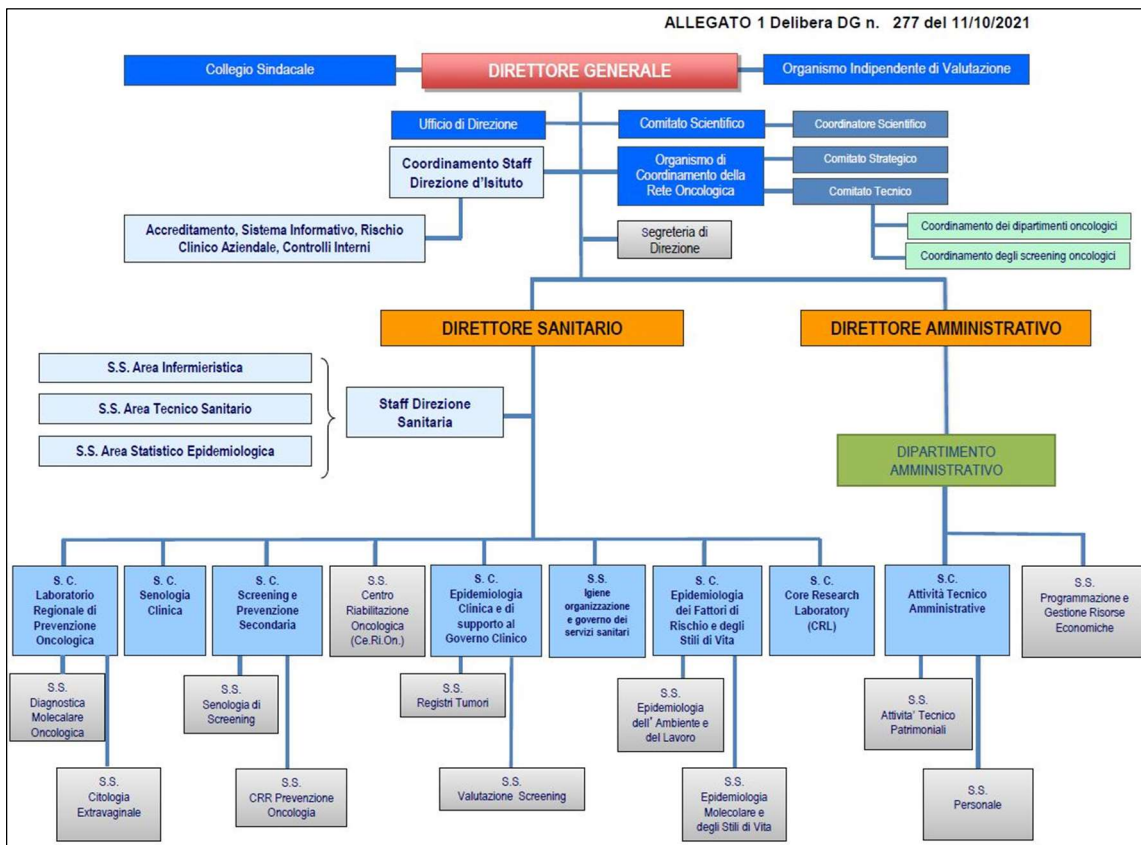 ALLEGATO 1 Delibera DG n. 277 del 11/10/2021
Collegio Sindacale
DIRETTORE GENERALE
Organismo Indipendente di Valutazione
Ufficio di Direzione
Comitato Scientifico
Coordinatore Scientifico
Coordinamento Staff
Direzione d'Isituto
Organismo di
Coordinamento della
Rete Oncologica
Comitato Strategico
Comitato Tecnico
Accreditamento, Sistema Informativo, Rischio
Clinico Aziendale, Controlli Interni
Segreteria di
Direzione
Coordinamento dei dipartimenti oncologici
Coordinamento degli screening oncologici
DIRETTORE SANITARIO
DIRETTORE AMMINISTRATIVO
S.S. Area Infermieristica
S.S. Area Tecnico Sanitario
S.S. Area Statistico Epidemiologica
Staff Direzione
Sanitaria
DIPARTIMENTO
AMMINISTRATIVO
S. C.
Laboratorio
Regionale di
Prevenzione
Oncologica
S. C.
Senologia
Clinica
S. C.
Screening e
Prevenzione
Secondaria
S.S.
Centro
Riabilitazione
Oncologica
(Ce.Ri.On.)
S. C.
Epidemiologia
Clinica e di
supporto al
Governo Clinico
S.S.
Igiene
organizzazione
e governo dei
servizi sanitari
S. C.
Epidemiologia
dei Fattori di
Rischio e degli
Stili di Vita
S. C.
Core Research
Laboratory
(CRL)
S.C.
Attività Tecnico
Amministrative
S.S.
Programmazione e
Gestione Risorse
Economiche
S.S.
Diagnostica
Molecalare
Oncologica
S.S.
Senologia di
Screening
S.S.
Registri Tumori
S.S.
Epidemiologia
dell' Ambiente e
del Lavoro
S.S.
Attivita' Tecnico
Patrimoniali
S.S.
Citologia
Extravaginale
S.S.
CRR Prevenzione
Oncologia
S.S.
Valutazione Screening
S.S.
Epidemiologia
Molecolare e
degli Stili di Vita
S.S.
Personale